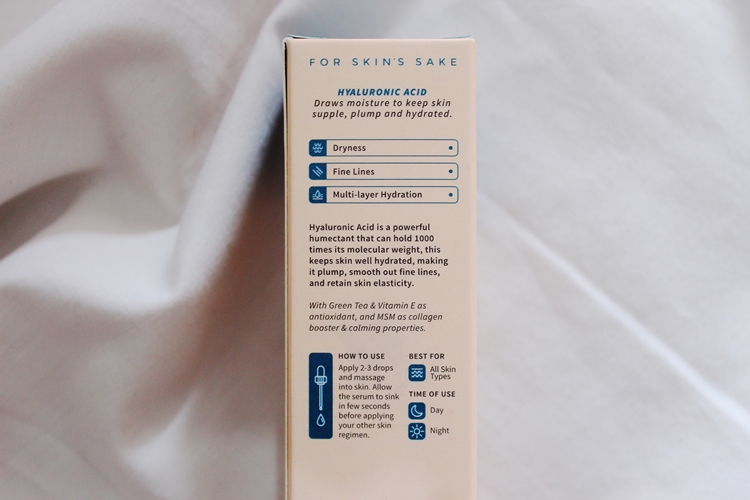 FOR SKIN'S SAKE
HYALURONIC ACID
Draws moisture to keep skin
supple, plump and hydrated.
Dryness
Fine Lines
Multi-layer Hydration
Hyaluronic Acid is a powerful
humectant that can hold 1000
times its molecular weight, this
keeps skin well hydrated, making
it plump, smooth out fine lines,
and retain skin elasticity.
With Green Tea & Vitamin E as
antioxidant, and MSM as collagen
booster & calming properties.
HOW TO USE
Apply 2-3 drops
and massage
into skin. Allow
the serum to sink
in few seconds
before applying
your other skin
regimen.
BEST FOR
All Skin
Types
TIME OF USE
Day
Night